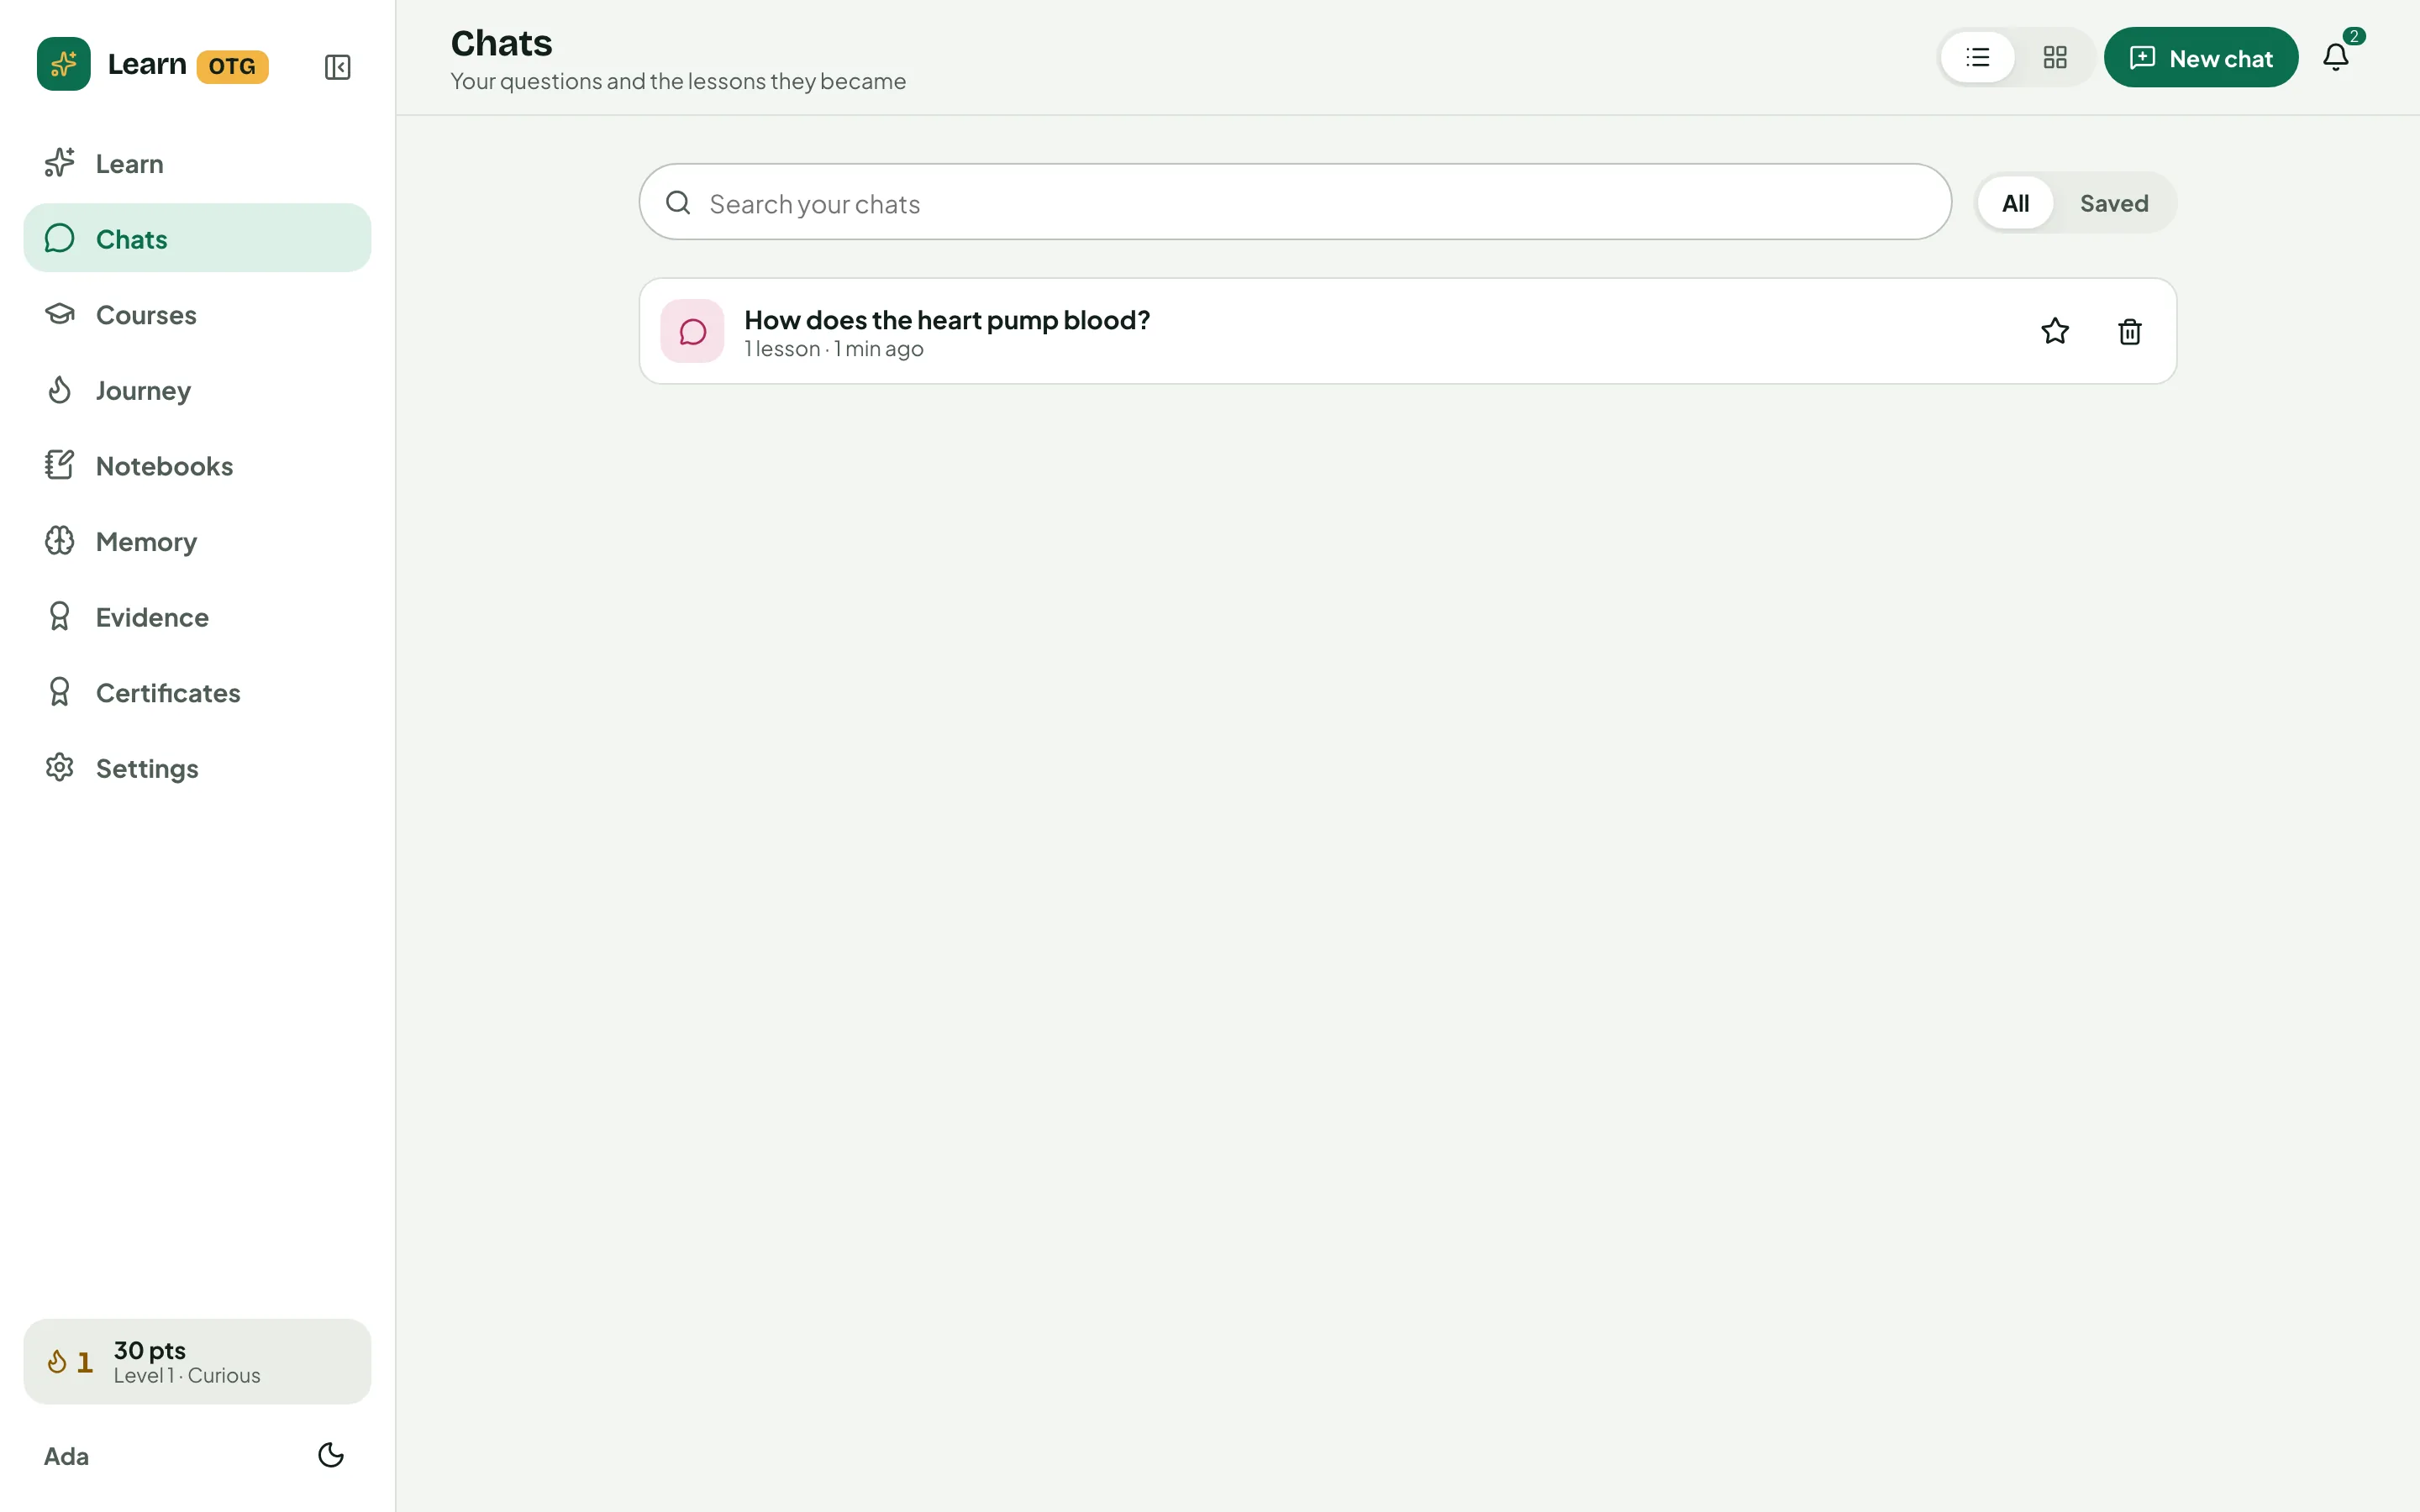 Learn OTG
Learn
Chats
Courses
Journey
Notebooks
Memory
Evidence
Certificates
Settings
1
30 pts
Level 1 · Curious
Ada
Chats
Your questions and the lessons they became
New chat
2
Search your chats
All
Saved
How does the heart pump blood?
1 lesson · 1 min ago